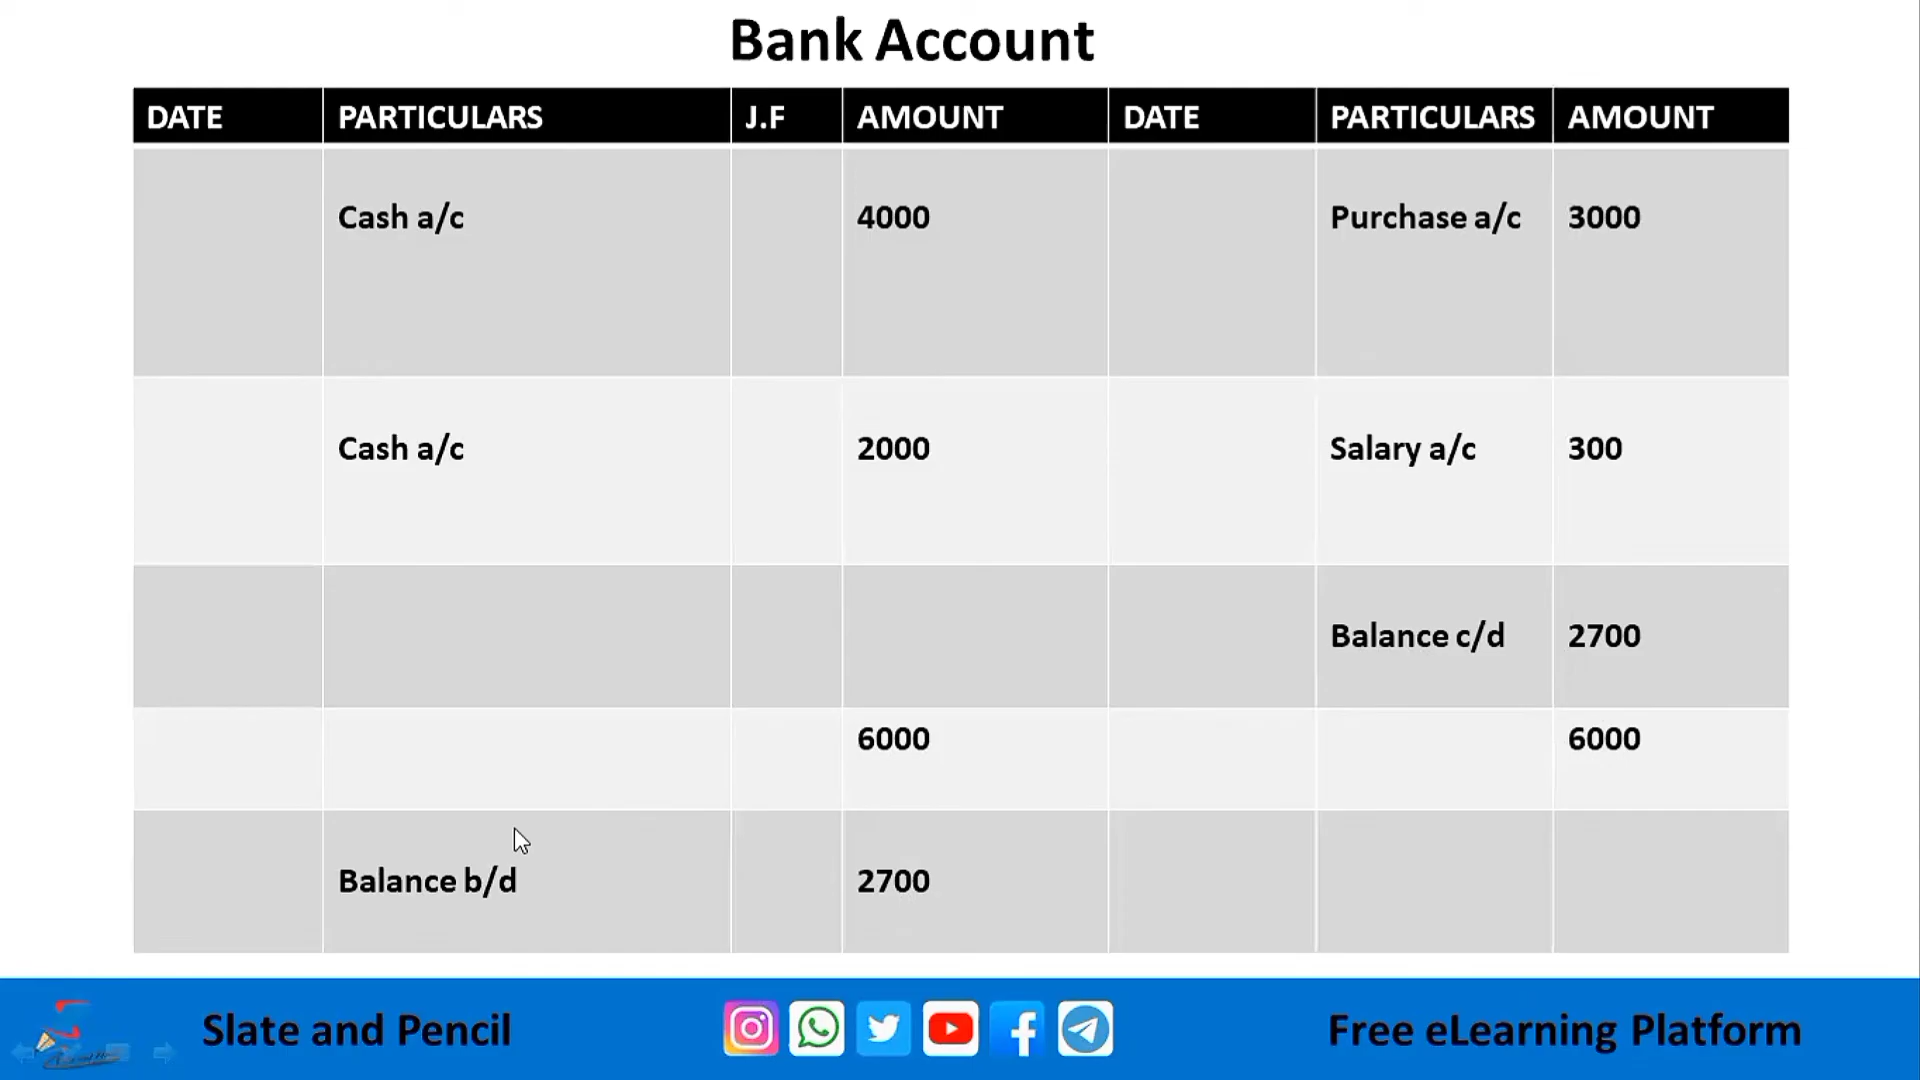 Bank Account
DATE PARTICULARS J.F AMOUNT DATE PARTICULARS AMOUNT
Cash a/c 4000 Purchase a/c 3000
Cash a/c 2000 Salary a/c 300
Balance c/d 2700
6000 6000
Balance b/d 2700
Slate and Pencil Free eLearning Platform